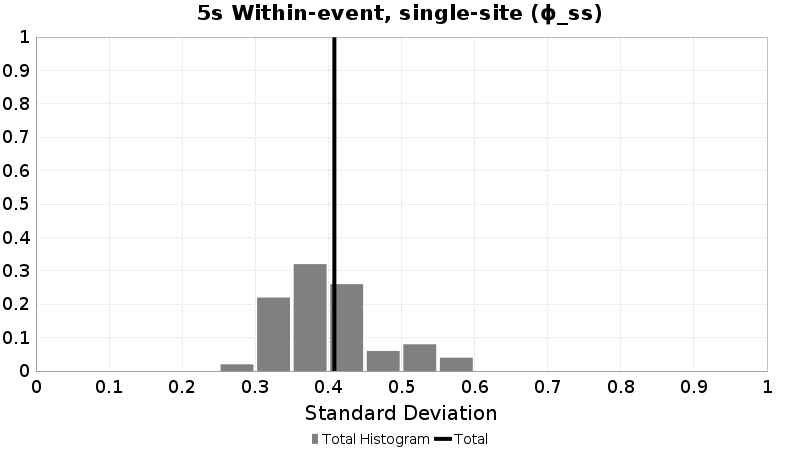 5s Within-event, single-site (ϕ_ss)
1
0.9
0.8
0.7
0.6
0.5
0.4
0.3
0.2
0.1
0
0 0.1 0.2 0.3 0.4 0.5 0.6 0.7 0.8 0.9 1
Standard Deviation
Total Histogram Total